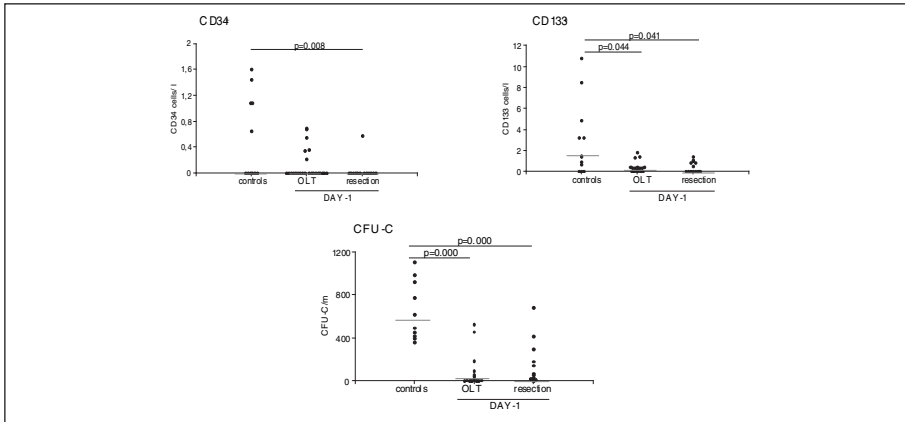 CD34
p=0.008
2
1,6
1,2
0,8
0,4
0
CD34 cells/ l
controls
OLT
resection
DAY-1
CD133
p=0.041
p=0.044
12
10
8
6
4
2
0
CD133 cells/l
controls
OLT
resection
DAY-1
CFU-C
p=0.000
p=0.000
1200
800
400
0
CFU-C/m
controls
OLT
resection
DAY-1